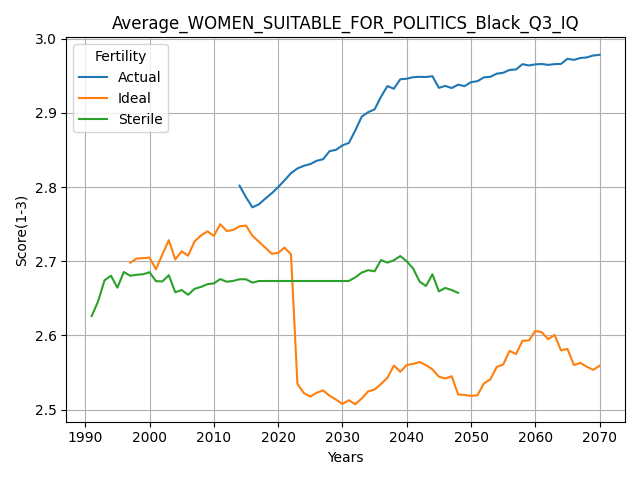 Average_WOMEN_SUITABLE_FOR_POLITICS_Black_Q3_IQ
3.0
2.9
2.8
2.7
2.6
2.5
Score(1-3)
Fertility
Actual
Ideal
Sterile
1990 2000 2010 2020 2030 2040 2050 2060 2070
Years